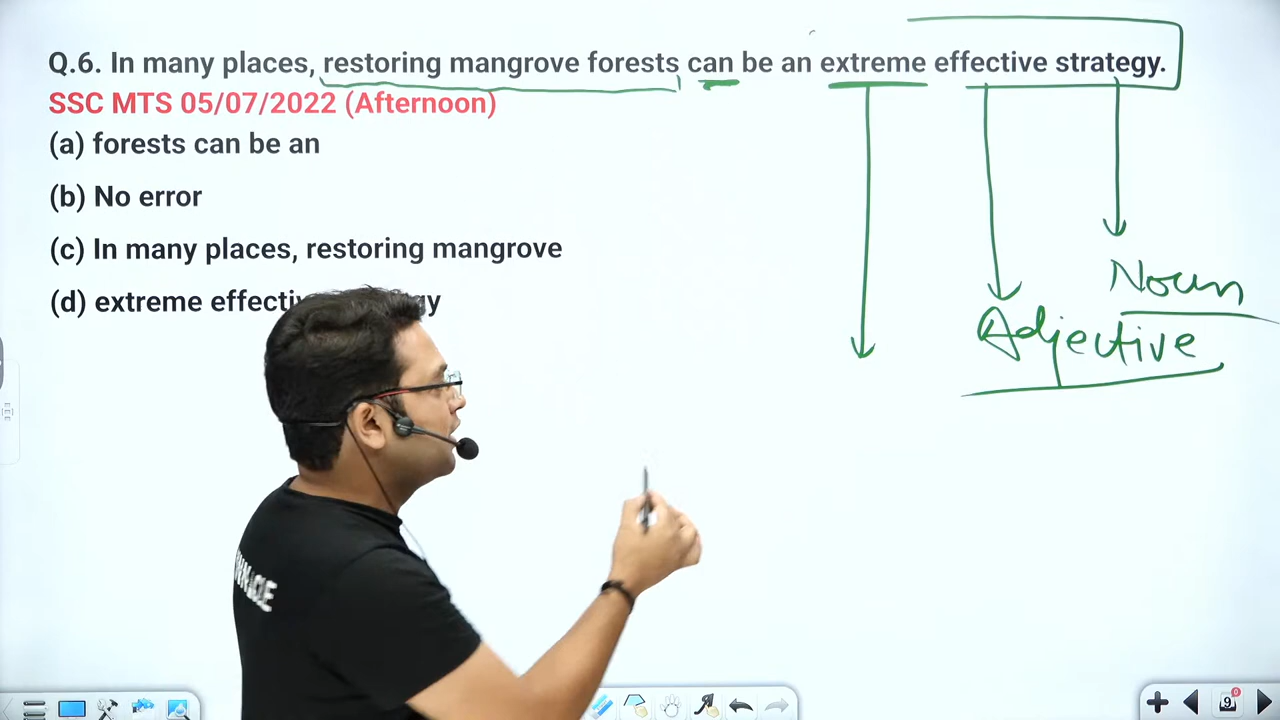 Q.6. In many places, restoring mangrove forests can be an extreme effective strategy.
SSC MTS 05/07/2022 (Afternoon)
(a) forests can be an
(b) No error
(c) In many places, restoring mangrove
(d) extreme
Noun
Adjective
9